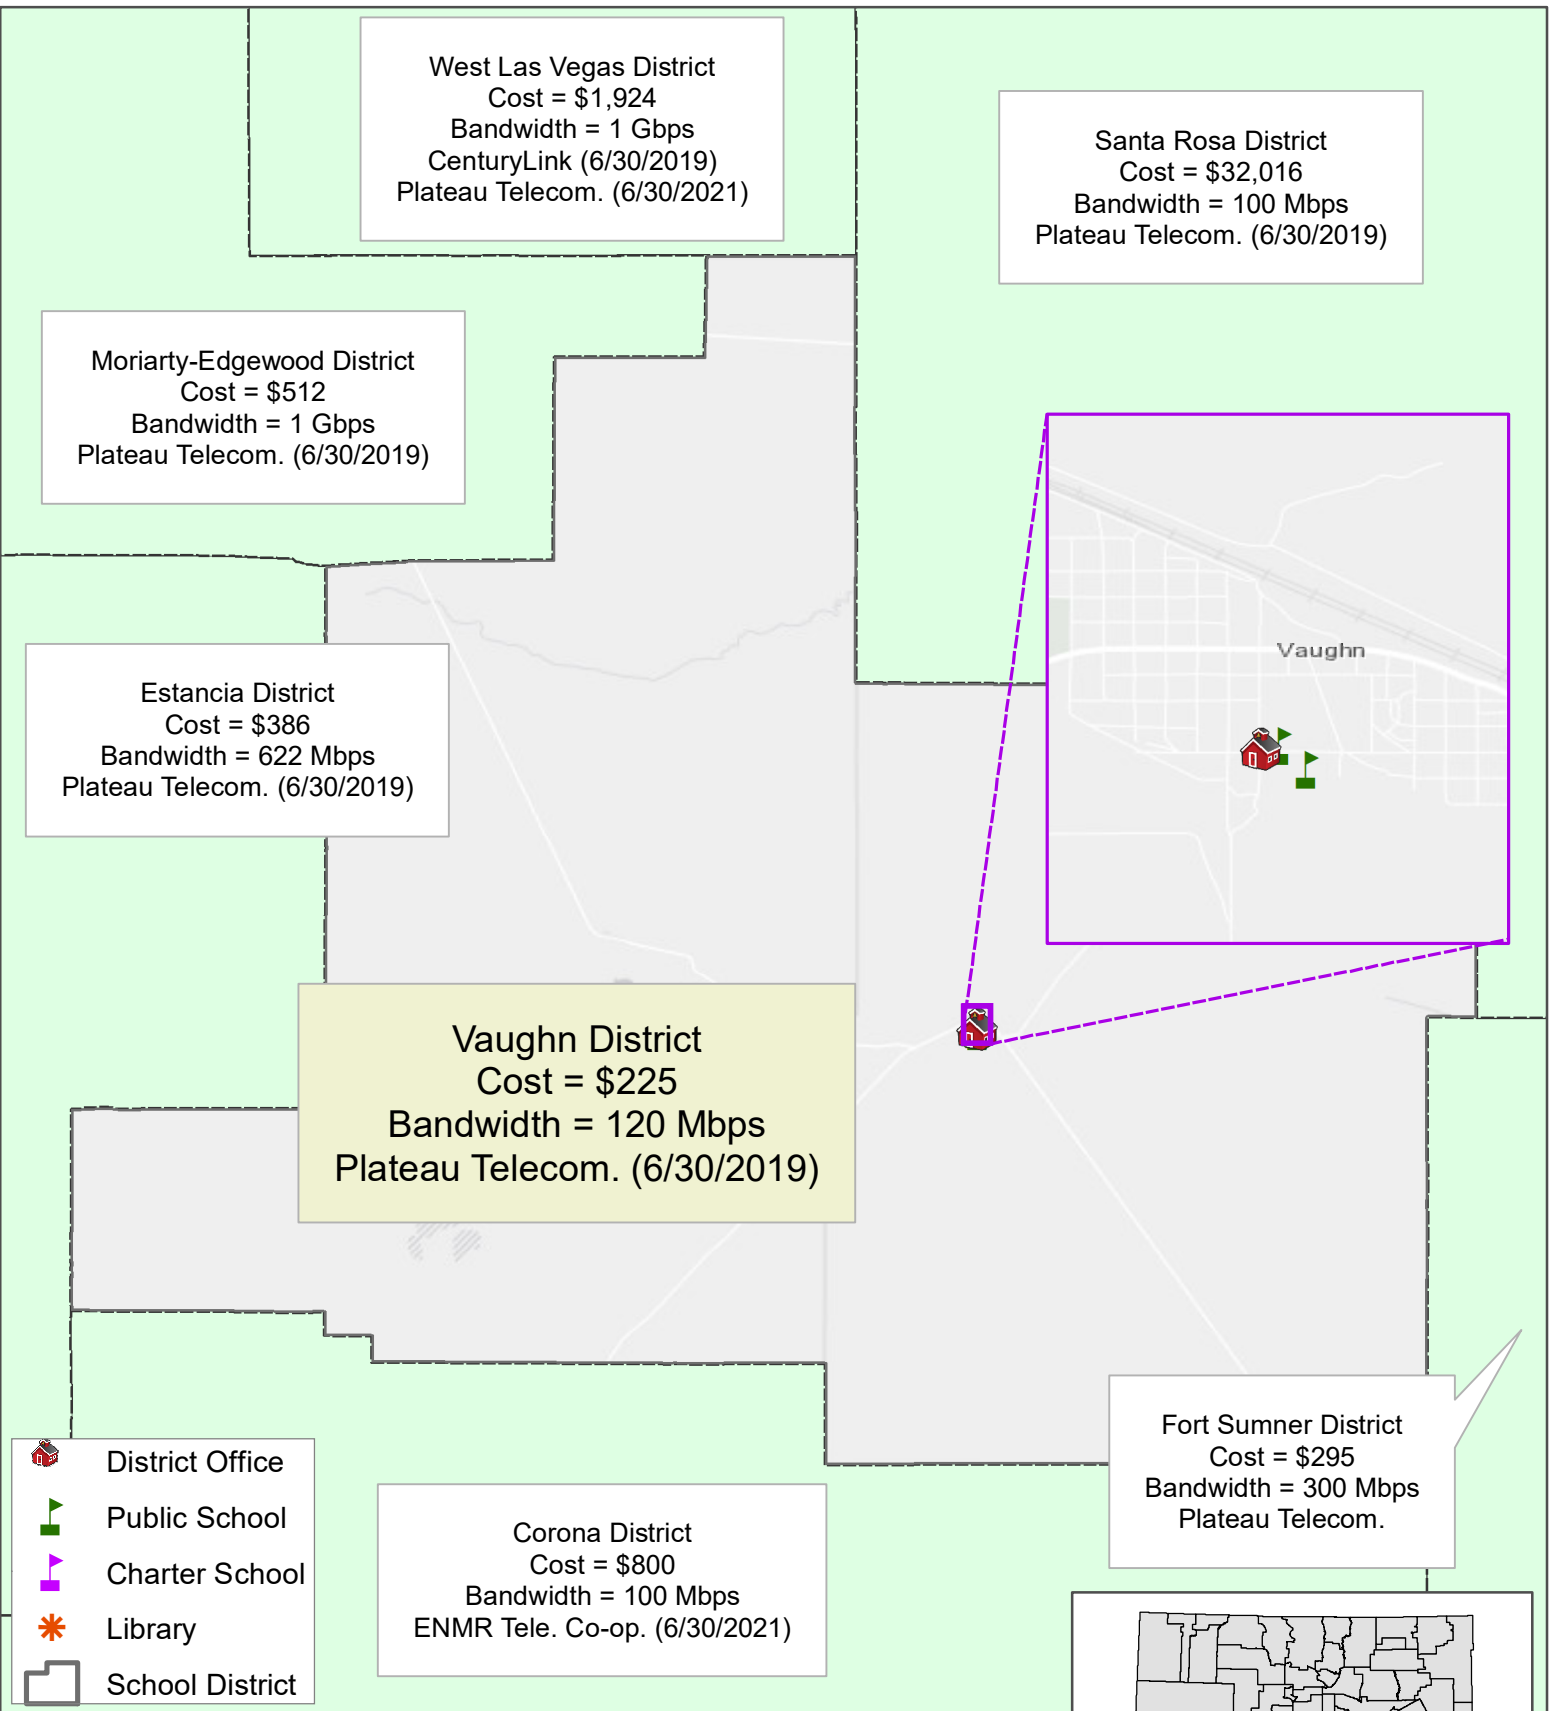 West Las Vegas District
Cost = $1,924
Bandwidth = 1 Gbps
CenturyLink (6/30/2019)
Plateau Telecom. (6/30/2021)
Santa Rosa District
Cost = $32,016
Bandwidth = 100 Mbps
Plateau Telecom. (6/30/2019)
Moriarty-Edgewood District
Cost = $512
Bandwidth = 1 Gbps
Plateau Telecom. (6/30/2019)
Vaughn
Estancia District
Cost = $386
Bandwidth = 622 Mbps
Plateau Telecom. (6/30/2019)
Vaughn District
Cost = $225
Bandwidth = 120 Mbps
Plateau Telecom. (6/30/2019)
Fort Sumner District
Cost = $295
Bandwidth = 300 Mbps
Plateau Telecom.
District Office
Public School
Charter School
Library
School District
Corona District
Cost = $800
Bandwidth = 100 Mbps
ENMR Tele. Co-op. (6/30/2021)